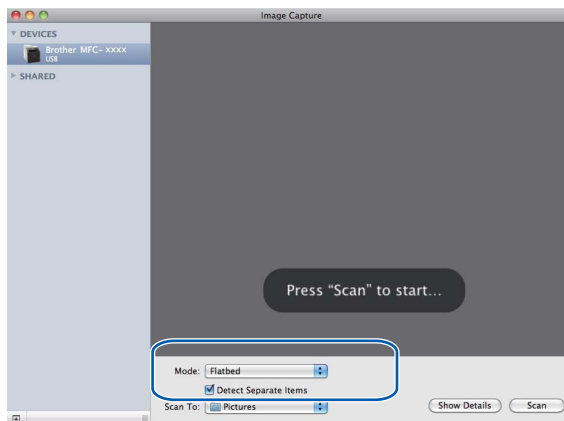 Image Capture
DEVICES
Brother MFC- xxxx
USB
SHARED
Press “Scan” to start...
Mode: Flatbed
Detect Separate Items
Scan To: Pictures
Show Details
Scan